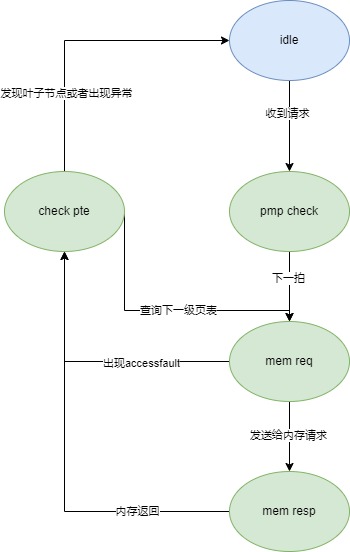 idle
发现叶子节点或者出现异常
收到请求
check pte
pmp check
下一拍
查询下一级页表
出现accessfault
mem req
发送给内存请求
内存返回
mem resp